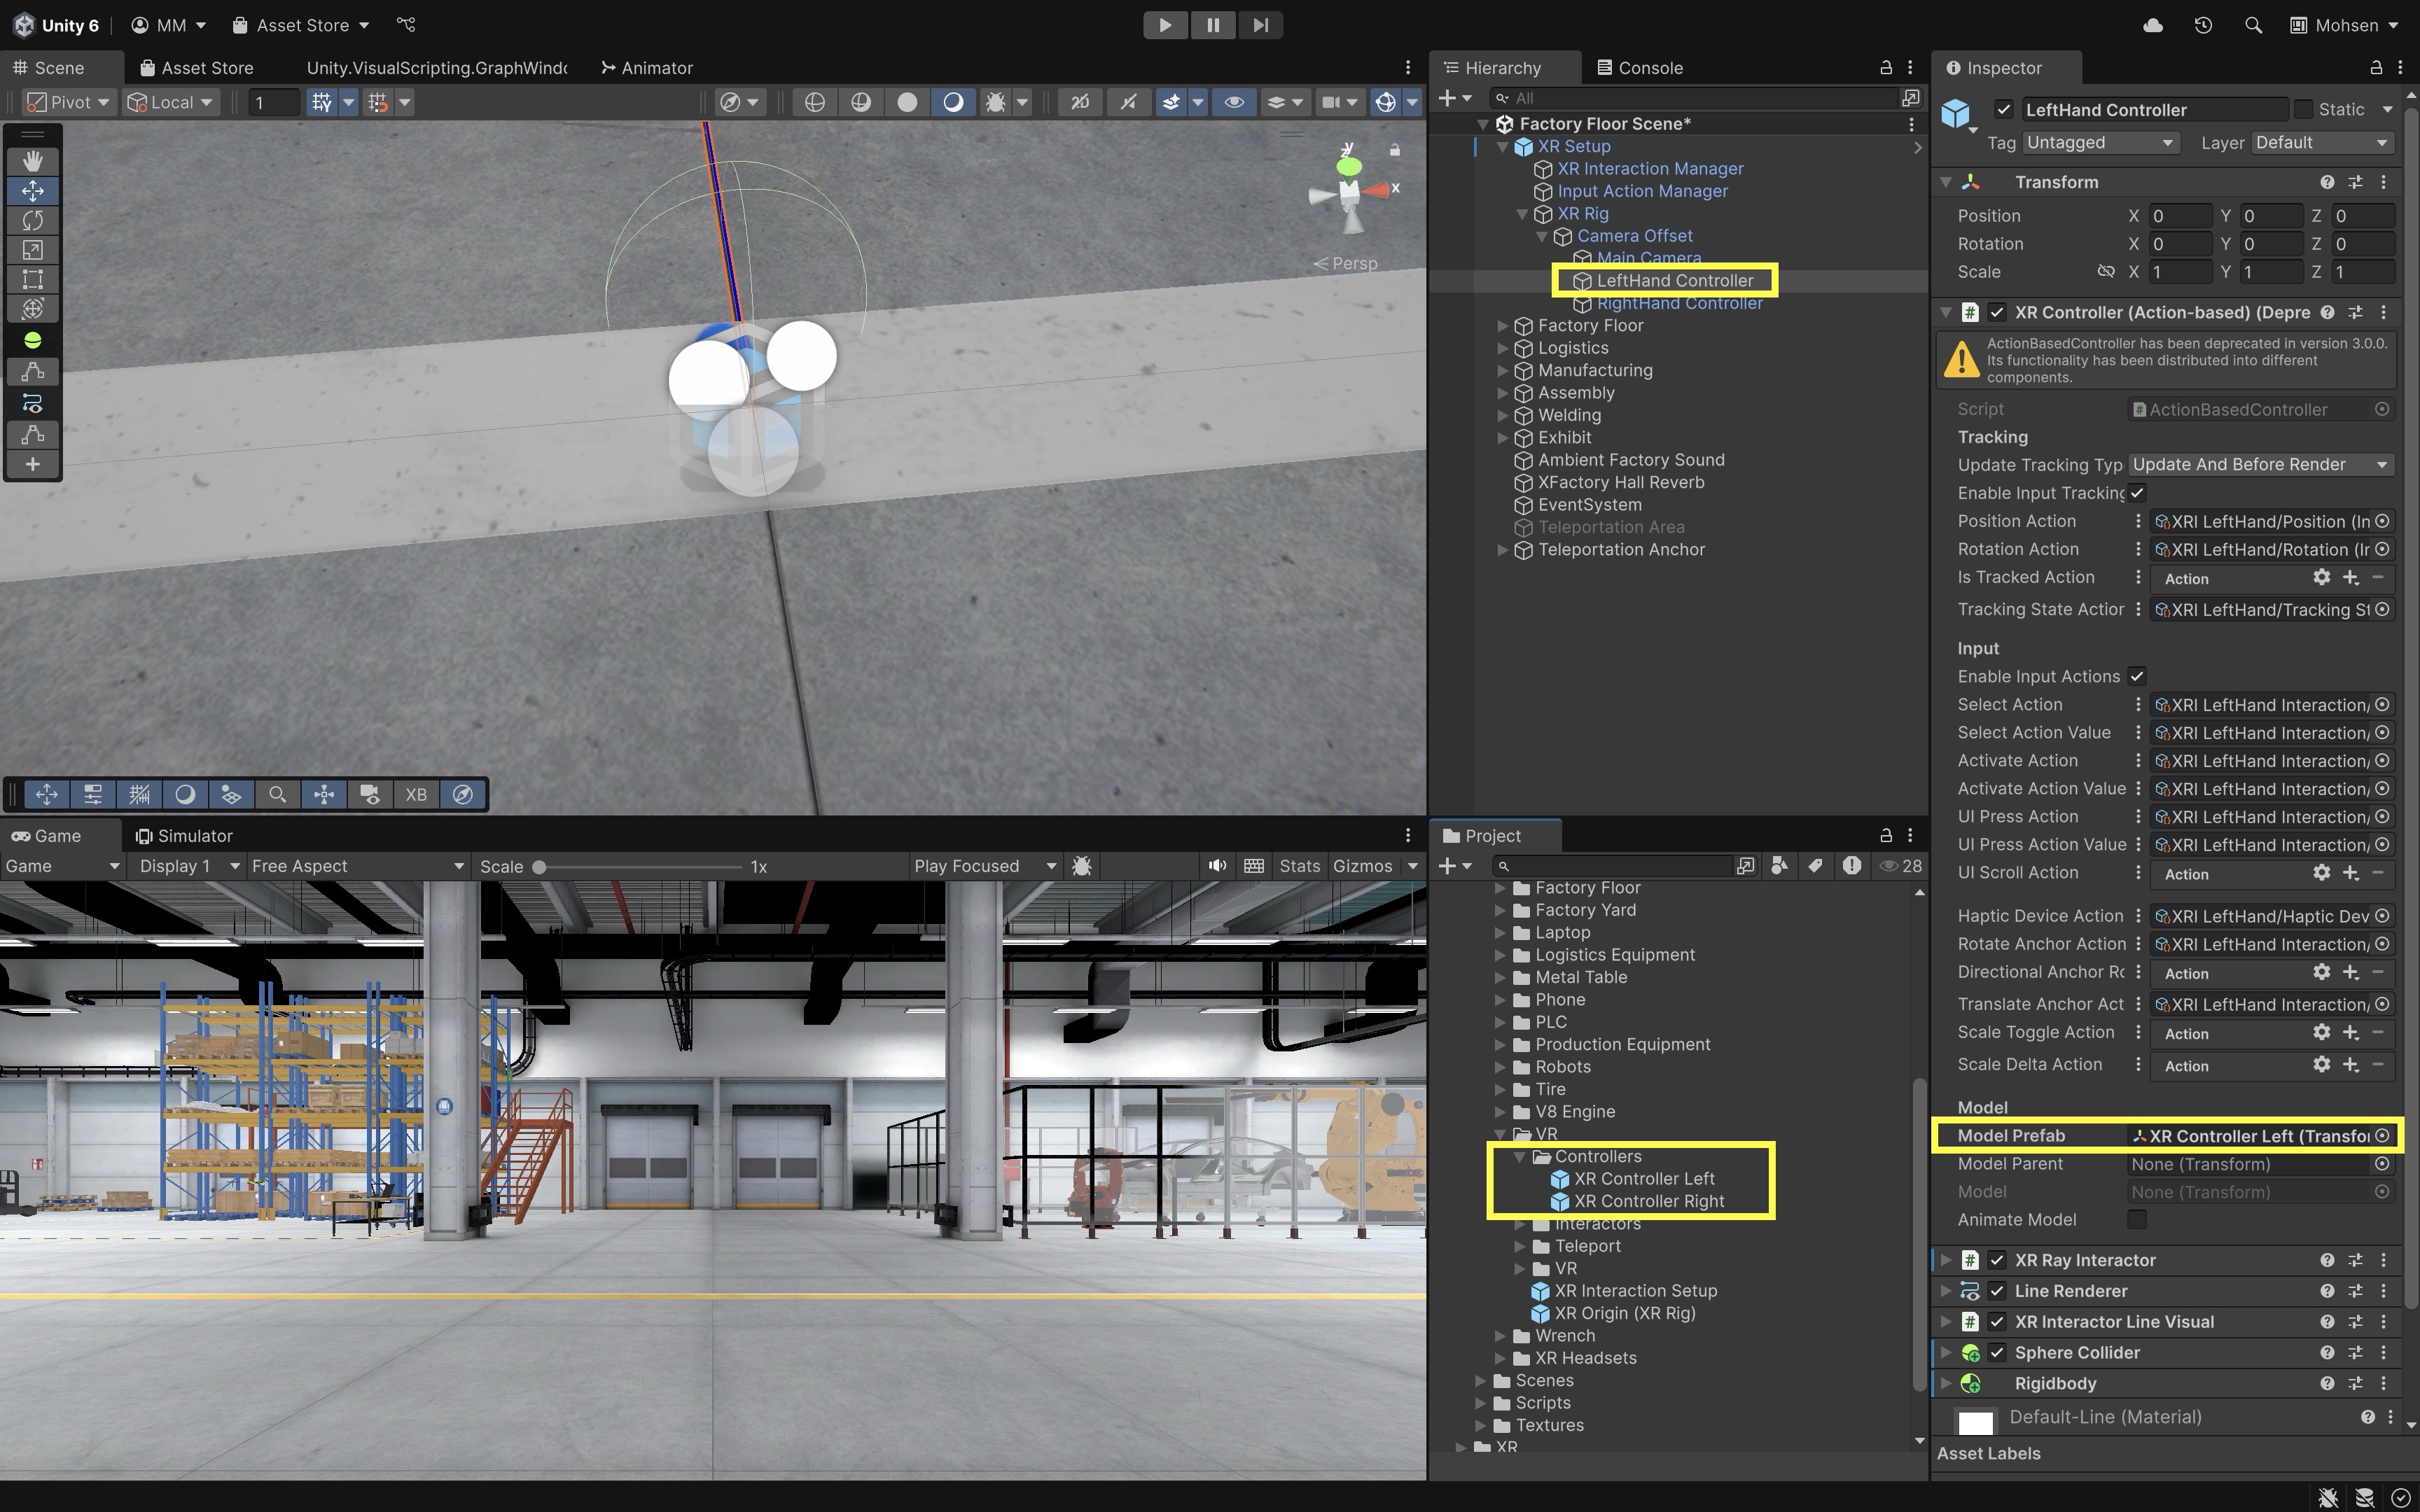 Unity 6
MM
Asset Store
Mohsen
Scene
Asset Store
Unity.VisualScripting.GraphWindo
Animator
Pivot
Local
1
2D
y
x
Persp
XB
Hierarchy
Console
All
Factory Floor Scene*
XR Setup
XR Interaction Manager
Input Action Manager
XR Rig
Camera Offset
Main Camera
LeftHand Controller
RightHand Controller
Factory Floor
Logistics
Manufacturing
Assembly
Welding
Exhibit
Ambient Factory Sound
XFactory Hall Reverb
EventSystem
Teleportation Area
Teleportation Anchor
Game
Simulator
Game
Display 1
Free Aspect
Scale
1x
Play Focused
Stats
Gizmos
Project
28
Factory Floor
Factory Yard
Laptop
Logistics Equipment
Metal Table
Phone
PLC
Production Equipment
Robots
Tire
V8 Engine
VR
Controllers
XR Controller Left
XR Controller Right
Interactors
Teleport
VR
XR Interaction Setup
XR Origin (XR Rig)
Wrench
XR Headsets
Scenes
Scripts
Textures
XR
Inspector
LeftHand Controller
Static
Tag Untagged Layer Default
Transform
Position X 0 Y 0 Z 0
Rotation X 0 Y 0 Z 0
Scale X 1 Y 1 Z 1
XR Controller (Action-based) (Depre
ActionBasedController has been deprecated in version 3.0.0.
Its functionality has been distributed into different
components.
Script ActionBasedController
Tracking
Update Tracking Typ Update And Before Render
Enable Input Tracking
Position Action XRI LeftHand/Position (In
Rotation Action XRI LeftHand/Rotation (Ir
Is Tracked Action Action
Tracking State Action XRI LeftHand/Tracking St
Input
Enable Input Actions
Select Action XRI LeftHand Interaction/
Select Action Value XRI LeftHand Interaction/
Activate Action XRI LeftHand Interaction/
Activate Action Value XRI LeftHand Interaction/
UI Press Action XRI LeftHand Interaction/
UI Press Action Value XRI LeftHand Interaction/
UI Scroll Action Action
Haptic Device Action XRI LeftHand/Haptic Dev
Rotate Anchor Action XRI LeftHand Interaction/
Directional Anchor Ro Action
Translate Anchor Act XRI LeftHand Interaction/
Scale Toggle Action Action
Scale Delta Action Action
Model
Model Prefab XR Controller Left (Transfor
Model Parent None (Transform)
Model None (Transform)
Animate Model
XR Ray Interactor
Line Renderer
XR Interactor Line Visual
Sphere Collider
Rigidbody
Default-Line (Material)
Asset Labels